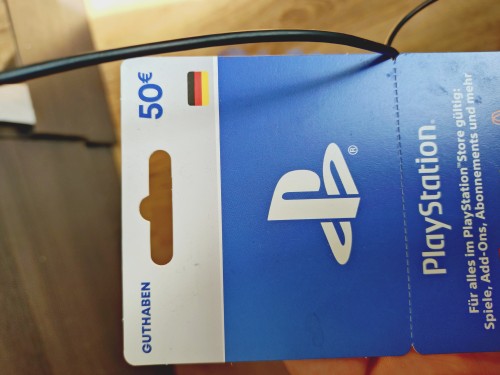 GUTHABEN
50€
®
PlayStation®
Für alles im PlayStation™Store gültig:
Spiele, Add-Ons, Abonnements und mehr